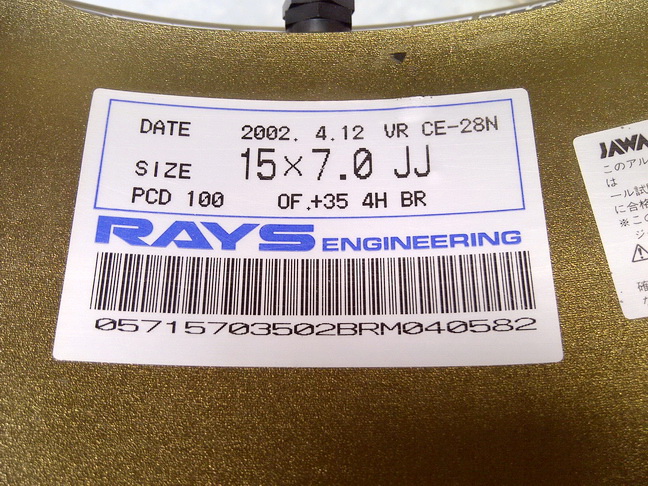 DATE 2002. 4.12 VR CE-28N
SIZE 15×7.0 JJ
PCD 100 OF.+35 4H BR
RAYS ENGINEERING
05715703502BRM040582
JAWA
このアル
は
ール試
に合格
※この
ジ
確